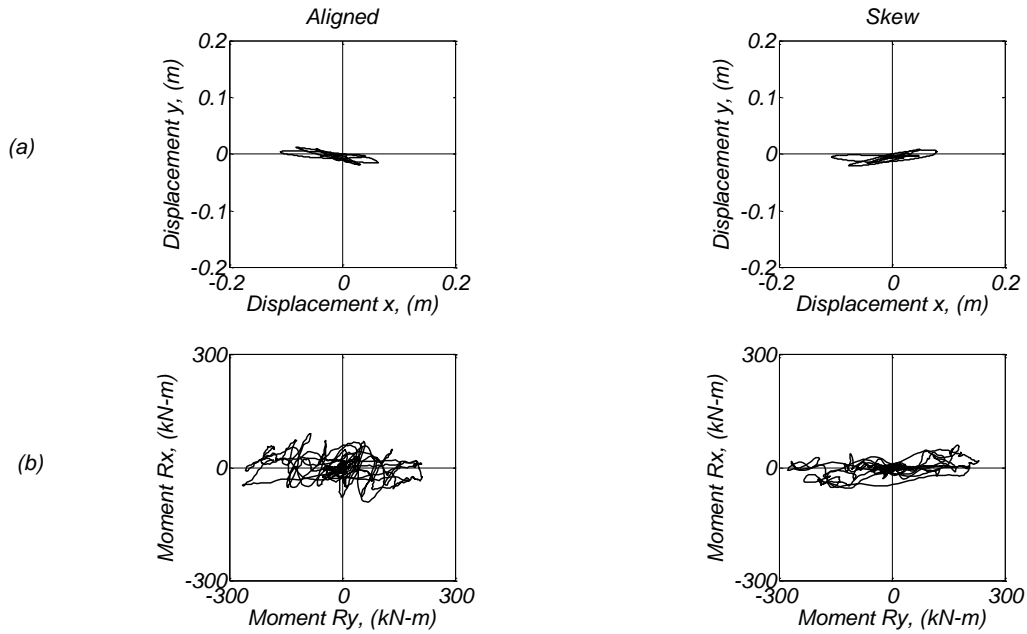 Aligned
Skew
(a)
0.2
0.1
0
-0.1
-0.2
-0.2
0
0.2
Displacement y, (m)
Displacement x, (m)
0.2
0.1
0
-0.1
-0.2
-0.2
0
0.2
Displacement y, (m)
Displacement x, (m)
(b)
300
0
-300
-300
0
300
Moment Rx, (kN-m)
Moment Ry, (kN-m)
300
0
-300
-300
0
300
Moment Rx, (kN-m)
Moment Ry, (kN-m)